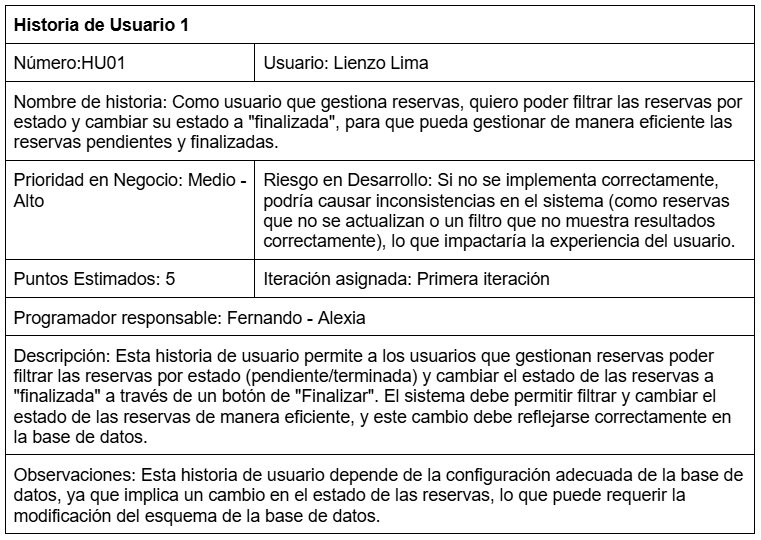 Historia de Usuario 1
Número:HU01
Usuario: Lienzo Lima
Nombre de historia: Como usuario que gestiona reservas, quiero poder filtrar las reservas por
estado y cambiar su estado a "finalizada", para que pueda gestionar de manera eficiente las
reservas pendientes y finalizadas.
Prioridad en Negocio: Medio -
Alto
Riesgo en Desarrollo: Si no se implementa correctamente,
podría causar inconsistencias en el sistema (como reservas
que no se actualizan o un filtro que no muestra resultados
correctamente), lo que impactaría la experiencia del usuario.
Puntos Estimados: 5
Iteración asignada: Primera iteración
Programador responsable: Fernando - Alexia
Descripción: Esta historia de usuario permite a los usuarios que gestionan reservas poder
filtrar las reservas por estado (pendiente/terminada) y cambiar el estado de las reservas a
"finalizada" a través de un botón de "Finalizar". El sistema debe permitir filtrar y cambiar el
estado de las reservas de manera eficiente, y este cambio debe reflejarse correctamente en
la base de datos.
Observaciones: Esta historia de usuario depende de la configuración adecuada de la base de
datos, ya que implica un cambio en el estado de las reservas, lo que puede requerir la
modificación del esquema de la base de datos.